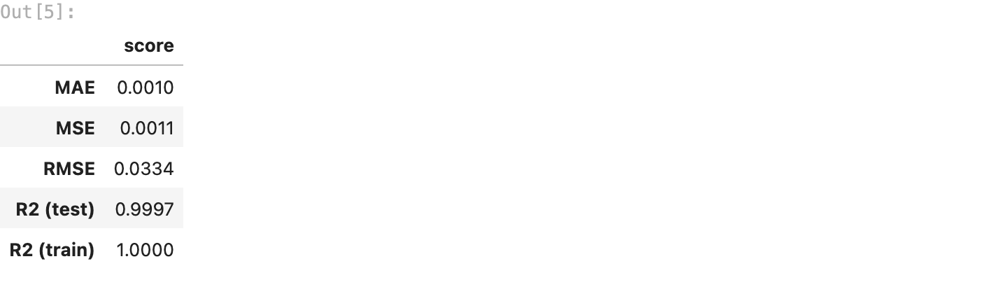 Out[5]:
score
MAE 0.0010
MSE 0.0011
RMSE 0.0334
R2 (test) 0.9997
R2 (train) 1.0000